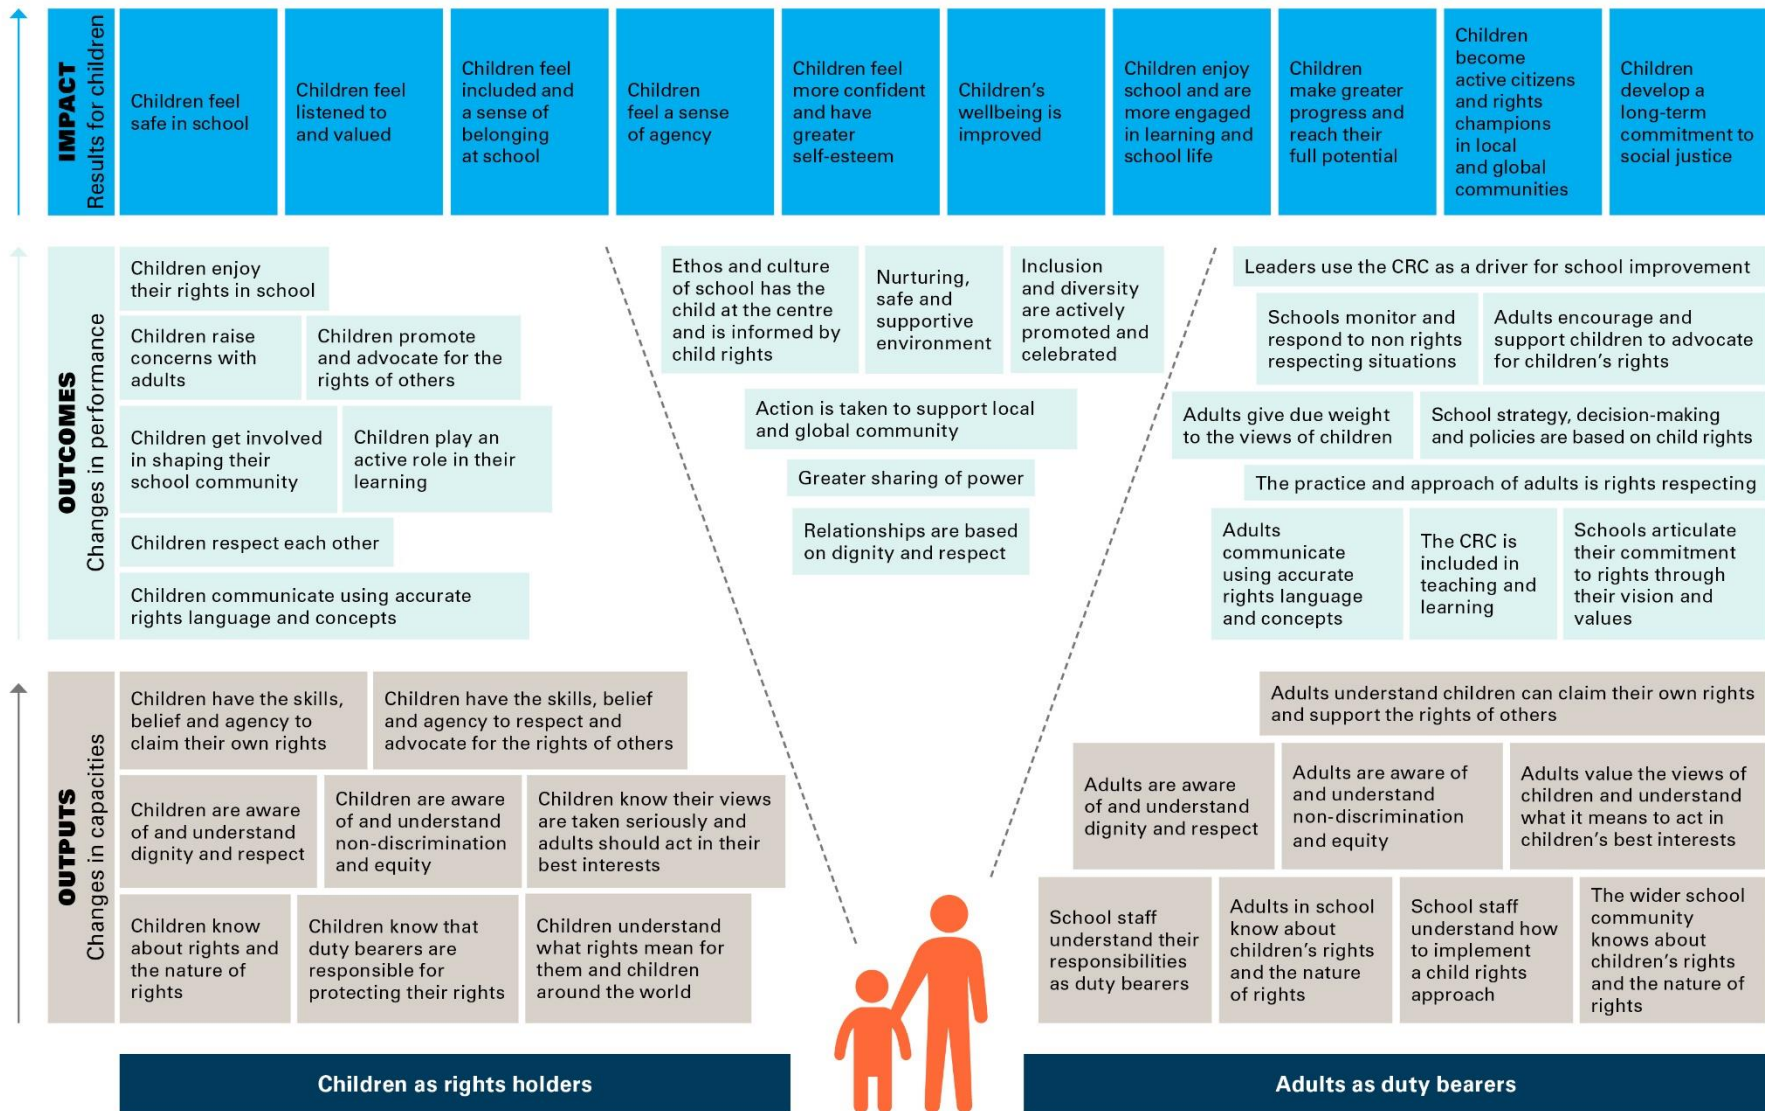 IMPACT
Results for children
Children feel
safe in school
Children feel
listened to
and valued
Children feel
included and
a sense of
belonging
at school
Children
feel a sense
of agency
Children feel
more confident
and have
greater
self-esteem
Children's
wellbeing is
improved
Children enjoy
school and are
more engaged
in learning and
school life
Children
make greater
progress and
reach their
full potential
Children
become
active citizens
and rights
champions
in local
and global
communities
Children
develop a
long-term
commitment to
social justice
OUTCOMES
Changes in performance
Children enjoy
their rights in school
Children raise
concerns with
adults
Children promote
and advocate for the
rights of others
Children get involved
in shaping their
school community
Children play an
active role in their
learning
Children respect each other
Children communicate using accurate
rights language and concepts
Ethos and culture
of school has the
child at the centre
and is informed by
child rights
Nurturing,
safe and
supportive
environment
Inclusion
and diversity
are actively
promoted and
celebrated
Action is taken to support local
and global community
Greater sharing of power
Relationships are based
on dignity and respect
Leaders use the CRC as a driver for school improvement
Schools monitor and
respond to non rights
respecting situations
Adults encourage and
support children to advocate
for children's rights
Adults give due weight
to the views of children
School strategy, decision-making
and policies are based on child rights
The practice and approach of adults is rights respecting
Adults
communicate
using accurate
rights language
and concepts
The CRC is
included in
teaching and
learning
Schools articulate
their commitment
to rights through
their vision and
values
OUTPUTS
Changes in capacities
Children have the skills,
belief and agency to
claim their own rights
Children have the skills, belief
and agency to respect and
advocate for the rights of others
Children are aware
of and understand
dignity and respect
Children are aware
of and understand
non-discrimination
and equity
Children know their views
are taken seriously and
adults should act in their
best interests
Children know
about rights and
the nature of
rights
Children know that
duty bearers are
responsible for
protecting their rights
Children understand
what rights mean for
them and children
around the world
Adults understand children can claim their own rights
and support the rights of others
Adults are aware
of and understand
dignity and respect
Adults are aware of
and understand
non-discrimination
and equity
Adults value the views of
children and understand
what it means to act in
children's best interests
School staff
understand their
responsibilities
as duty bearers
Adults in school
know about
children's rights
and the nature
of rights
School staff
understand how
to implement
a child rights
approach
The wider school
community
knows about
children's rights
and the nature of
rights
Children as rights holders
Adults as duty bearers